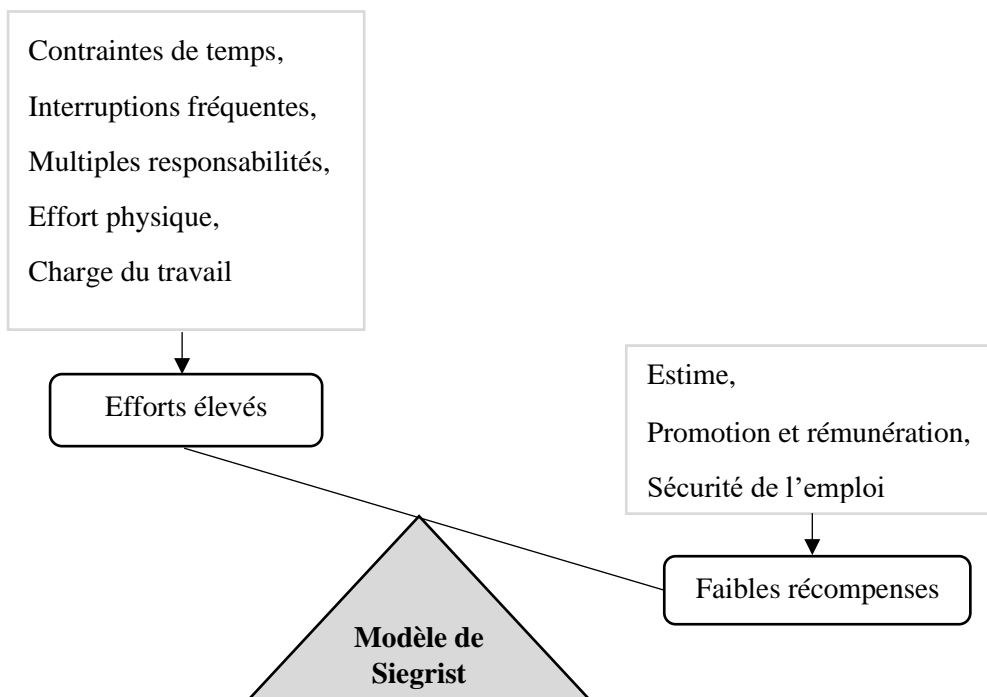 Contraintes de temps,
Interruptions fréquentes,
Multiples responsabilités,
Effort physique,
Charge du travail
Efforts élevés
Estime,
Promotion et rémunération,
Sécurité de l’emploi
Faibles récompenses
Modèle de
Siegrist